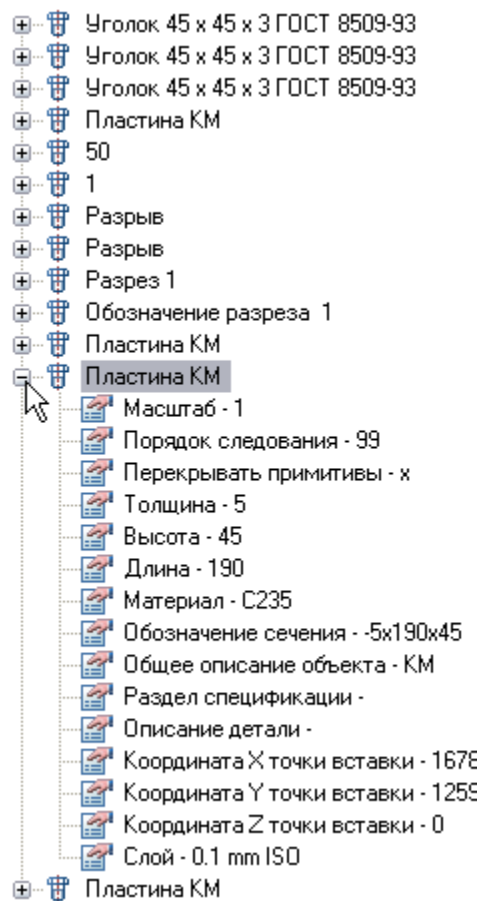 Уголок 45 x 45 x 3 ГОСТ 8509-93
Уголок 45 x 45 x 3 ГОСТ 8509-93
Уголок 45 x 45 x 3 ГОСТ 8509-93
Пластина КМ
50
1
Разрыв
Разрыв
Разрез 1
Обозначение разреза 1
Пластина КМ
Пластина КМ
Масштаб - 1
Порядок следования - 99
Перекрывать примитивы - x
Толщина - 5
Высота - 45
Длина - 190
Материал - С235
Обозначение сечения - -5x190x45
Общее описание объекта - КМ
Раздел спецификации -
Описание детали -
Координата X точки вставки - 1678
Координата Y точки вставки - 1259
Координата Z точки вставки - 0
Слой - 0.1 mm ISO
Пластина КМ